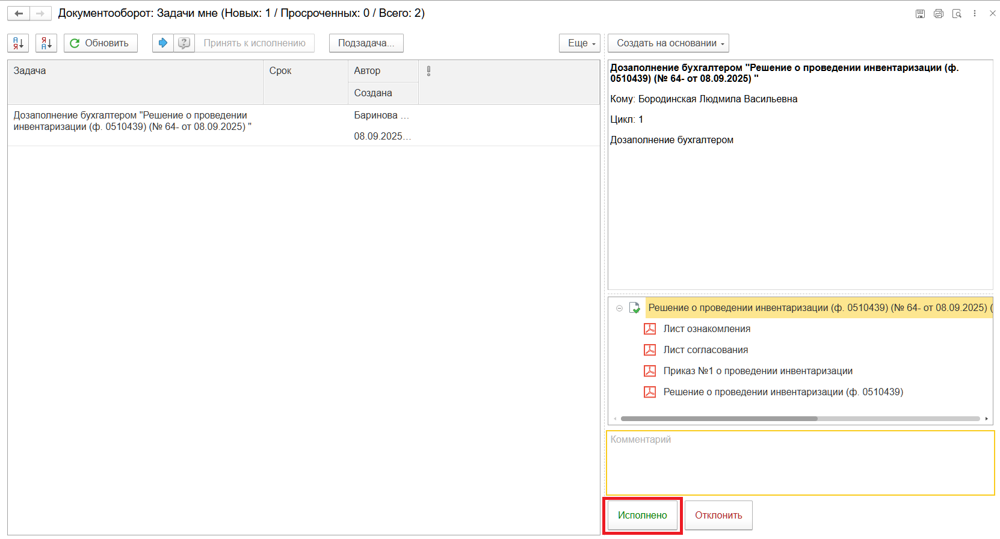 Документооборот: Задачи мне (Новых: 1 / Просроченных: 0 / Всего: 2)
А Я
Я А
Обновить
?
Принять к исполнению
Подзадача...
Еще
Создать на основании
Задача
Срок
Автор
Создана
Дозаполнение бухгалтером "Решение о проведении
инвентаризации (ф. 0510439) (№ 64- от 08.09.2025) "
Баринова ...
08.09.2025...
Дозаполнение бухгалтером "Решение о проведении инвентаризации (ф.
0510439) (№ 64- от 08.09.2025) "
Кому: Бородинская Людмила Васильевна
Цикл: 1
Дозаполнение бухгалтером
Решение о проведении инвентаризации (ф. 0510439) (№ 64- от 08.09.2025) (
Лист ознакомления
Лист согласования
Приказ №1 о проведении инвентаризации
Решение о проведении инвентаризации (ф. 0510439)
Комментарий
Исполнено
Отклонить